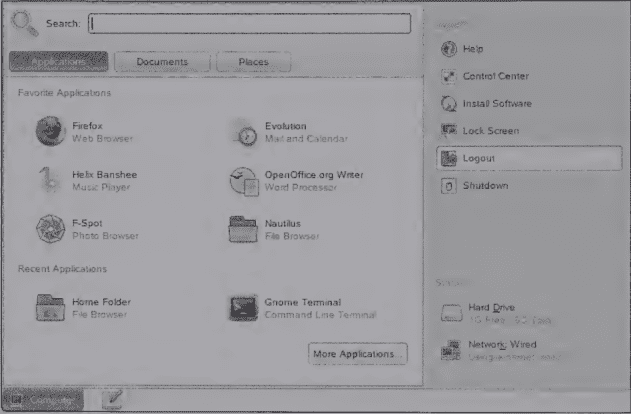 Search:
Applications
Documents
Places
Favorite Applications
Firefox
Web Browser
Evolution
Mail and Calendar
Helix Banshee
Music Player
OpenOffice.org Writer
Word Processor
F-Spot
Photo Browser
Nautilus
File Browser
Recent Applications
Home Folder
File Browser
Gnome Terminal
Command Line Terminal
More Applications...
Help
Control Center
Install Software
Lock Screen
Logout
Shutdown
Hard Drive
Network: Wired
Computer